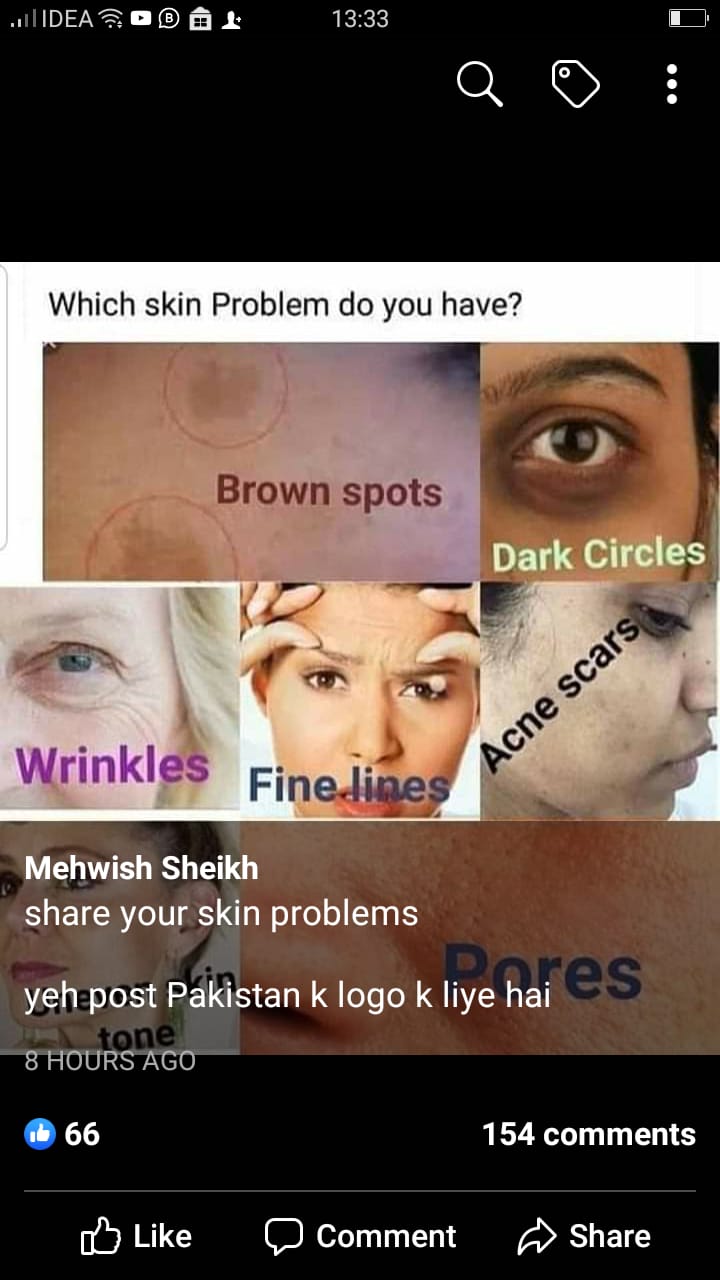 IDEA 13:33
Which skin Problem do you have?
Brown spots
Dark Circles
Wrinkles
Fine lines
Acne scars
Mehwish Sheikh
share your skin problems
Pores
skin
yeh post Pakistan k logo k liye hai
tone
8 HOURS AGO
66
154 comments
Like
Comment
Share